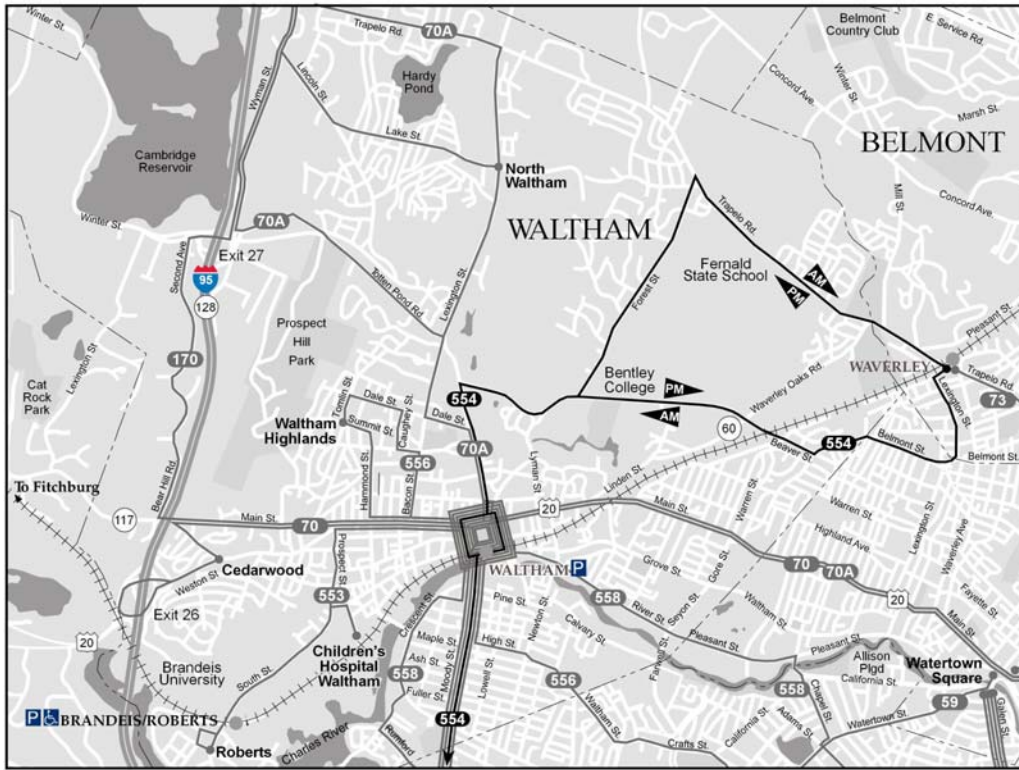 Winter St.
Trapelo Rd.
70A
Belmont
Country Club
E. Service Rd.
Wyman St.
Lincoln St.
Hardy
Pond
Concord Ave.
Winter St.
Marsh St.
Lake St.
BELMONT
Cambridge
Reservoir
North
Waltham
Mill St.
Concord Ave.
Winter St.
70A
WALTHAM
Trapelo Rd.
Second Ave
Exit 27
95
128
Totten Pond Rd.
Lexington St.
Forest St.
Fernald
State School
AM
PM
Pleasant St.
Lexington St.
170
Prospect
Hill
Park
Bentley
College
PM
AM
Waverley Oaks Rd.
WAVERLEY
Trapelo Rd.
73
Cat
Rock
Park
Tomlin St.
Dale St.
Caughey St.
554
Dale St.
Lexington St.
Waltham
Highlands
Summit St.
70A
60
554
Beaver St.
Belmont St.
Belmont St.
Hammond St.
556
Bacon St.
Lyman St.
Linden St.
To Fitchburg
Bear Hill Rd.
117
Main St.
70
20
Main St.
Warren St.
Warren St.
Lexington St.
Waverley Ave
Highland Ave.
Cedarwood
Weston St.
Prospect St.
WALTHAM
P
Grove St.
Gore St.
70
70A
20
Fayette St.
Main St.
Exit 26
553
Crescent St.
Pine St.
Newton St.
558
River St.
Seyon St.
Waltham St.
Calvary St.
Pleasant St.
Pleasant St.
20
Brandeis
University
South St.
Children's
Hospital
Waltham
Maple St.
Ash St.
558
Fuller St.
Moody St.
High St.
Lowell St.
556
Farwell St.
Allison
Plgd
California St.
Watertown
Square
558
Chapel St.
59
P
BRANDEIS/ROBERTS
Roberts
Charles River
Rumford
554
Waltham St.
Crafts St.
California St.
Adams St.
Watertown St.
Galen St.